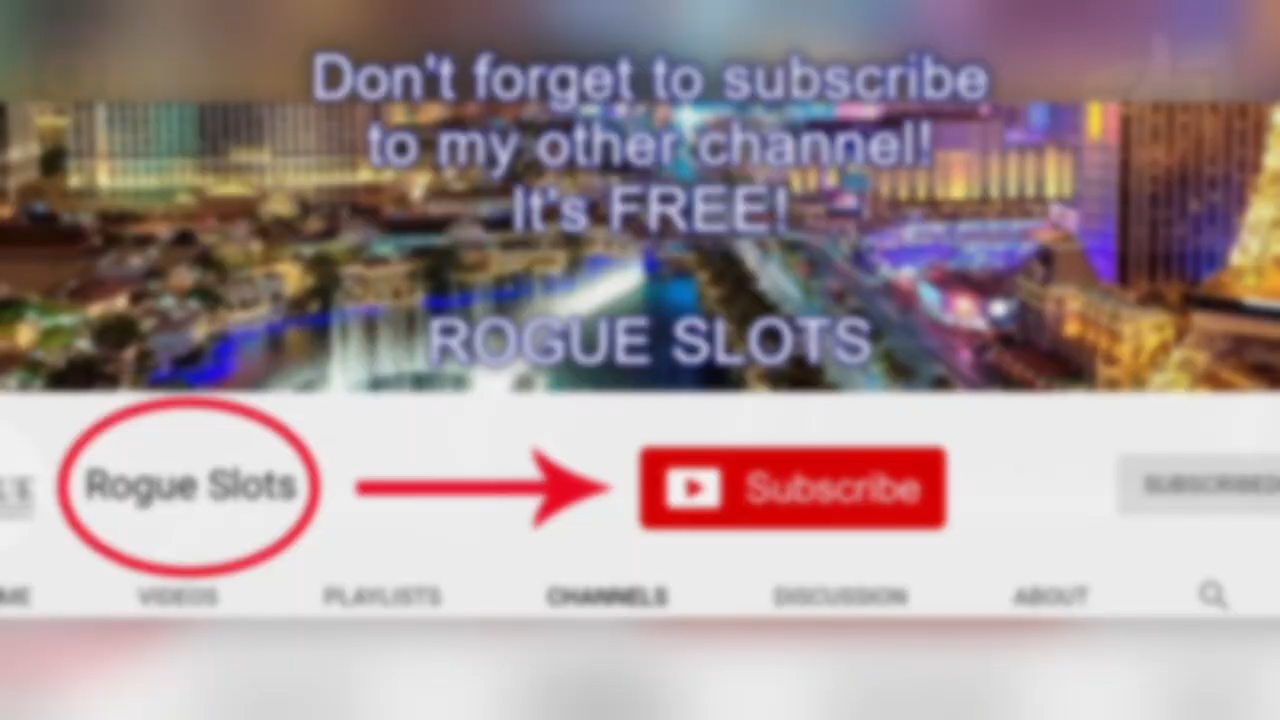 Don't forget to subscribe
to my other channel!
It's FREE!
ROGUE SLOTS
Rogue Slots
Subscribe
SUBSCRIBED
VIDEOS
PLAYLISTS
CHANNELS
DISCUSSION
ABOUT